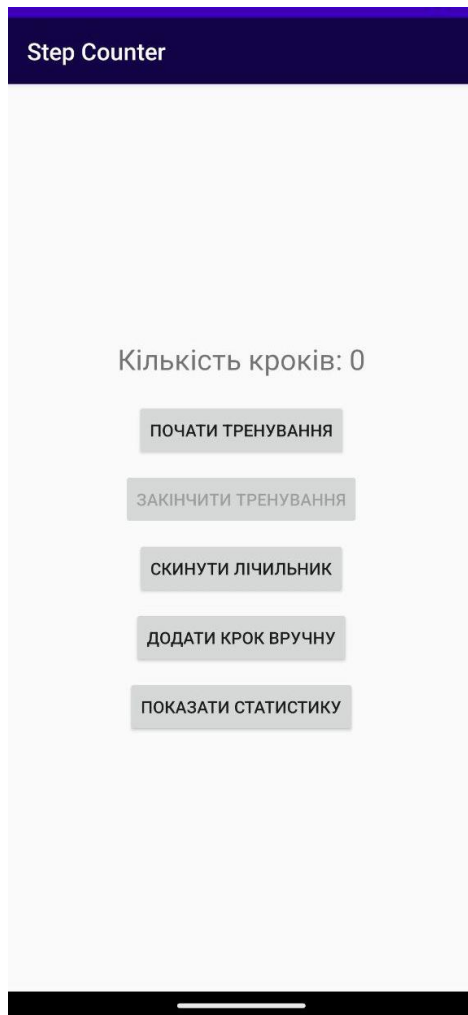 Step Counter
Кількість кроків: 0
ПОЧАТИ ТРЕНУВАННЯ
ЗАКІНЧИТИ ТРЕНУВАННЯ
СКИНУТИ ЛІЧИЛЬНИК
ДОДАТИ КРОК ВРУЧНУ
ПОКАЗАТИ СТАТИСТИКУ